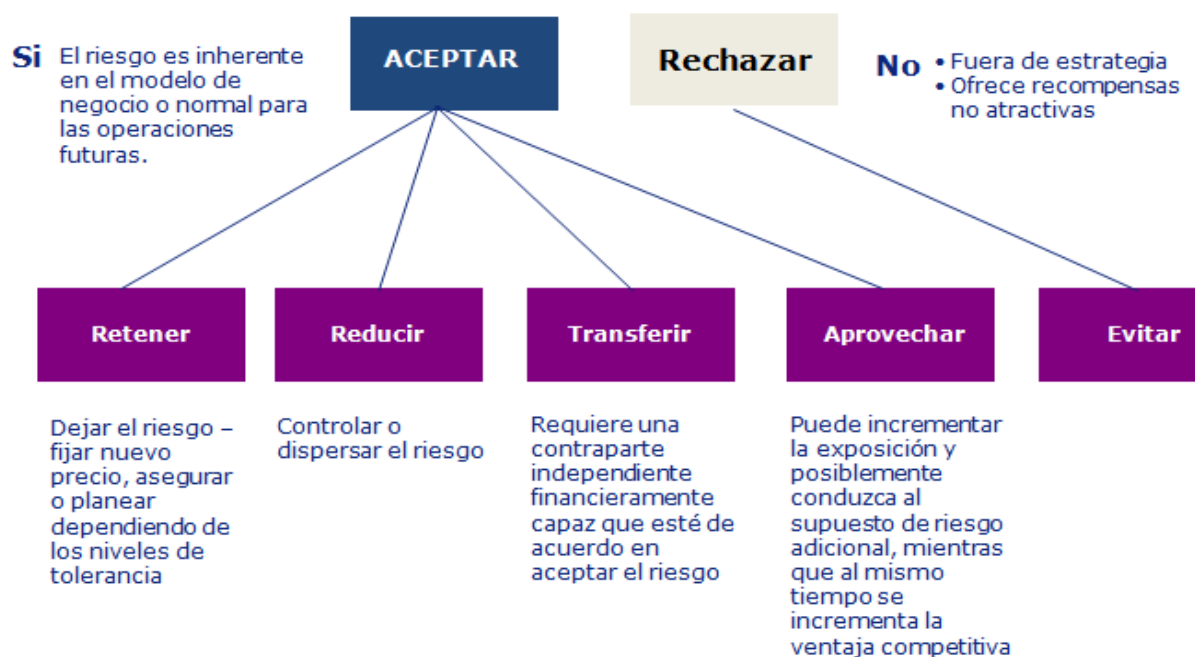 Si
El riesgo es inherente
en el modelo de
negocio o normal para
las operaciones
futuras.
ACEPTAR
Rechazar
No
• Fuera de estrategia
• Ofrece recompensas
no atractivas
Retener
Reducir
Transferir
Aprovechar
Evitar
Dejar el riesgo –
fijar nuevo
precio, asegurar
o planear
dependiendo de
los niveles de
tolerancia
Controlar o
dispersar el riesgo
Requiere una
contraparte
independiente
financieramente
capaz que esté de
acuerdo en
aceptar el riesgo
Puede incrementar
la exposición y
posiblemente
conduzca al
supuesto de riesgo
adicional, mientras
que al mismo
tiempo se
incrementa la
ventaja competitiva